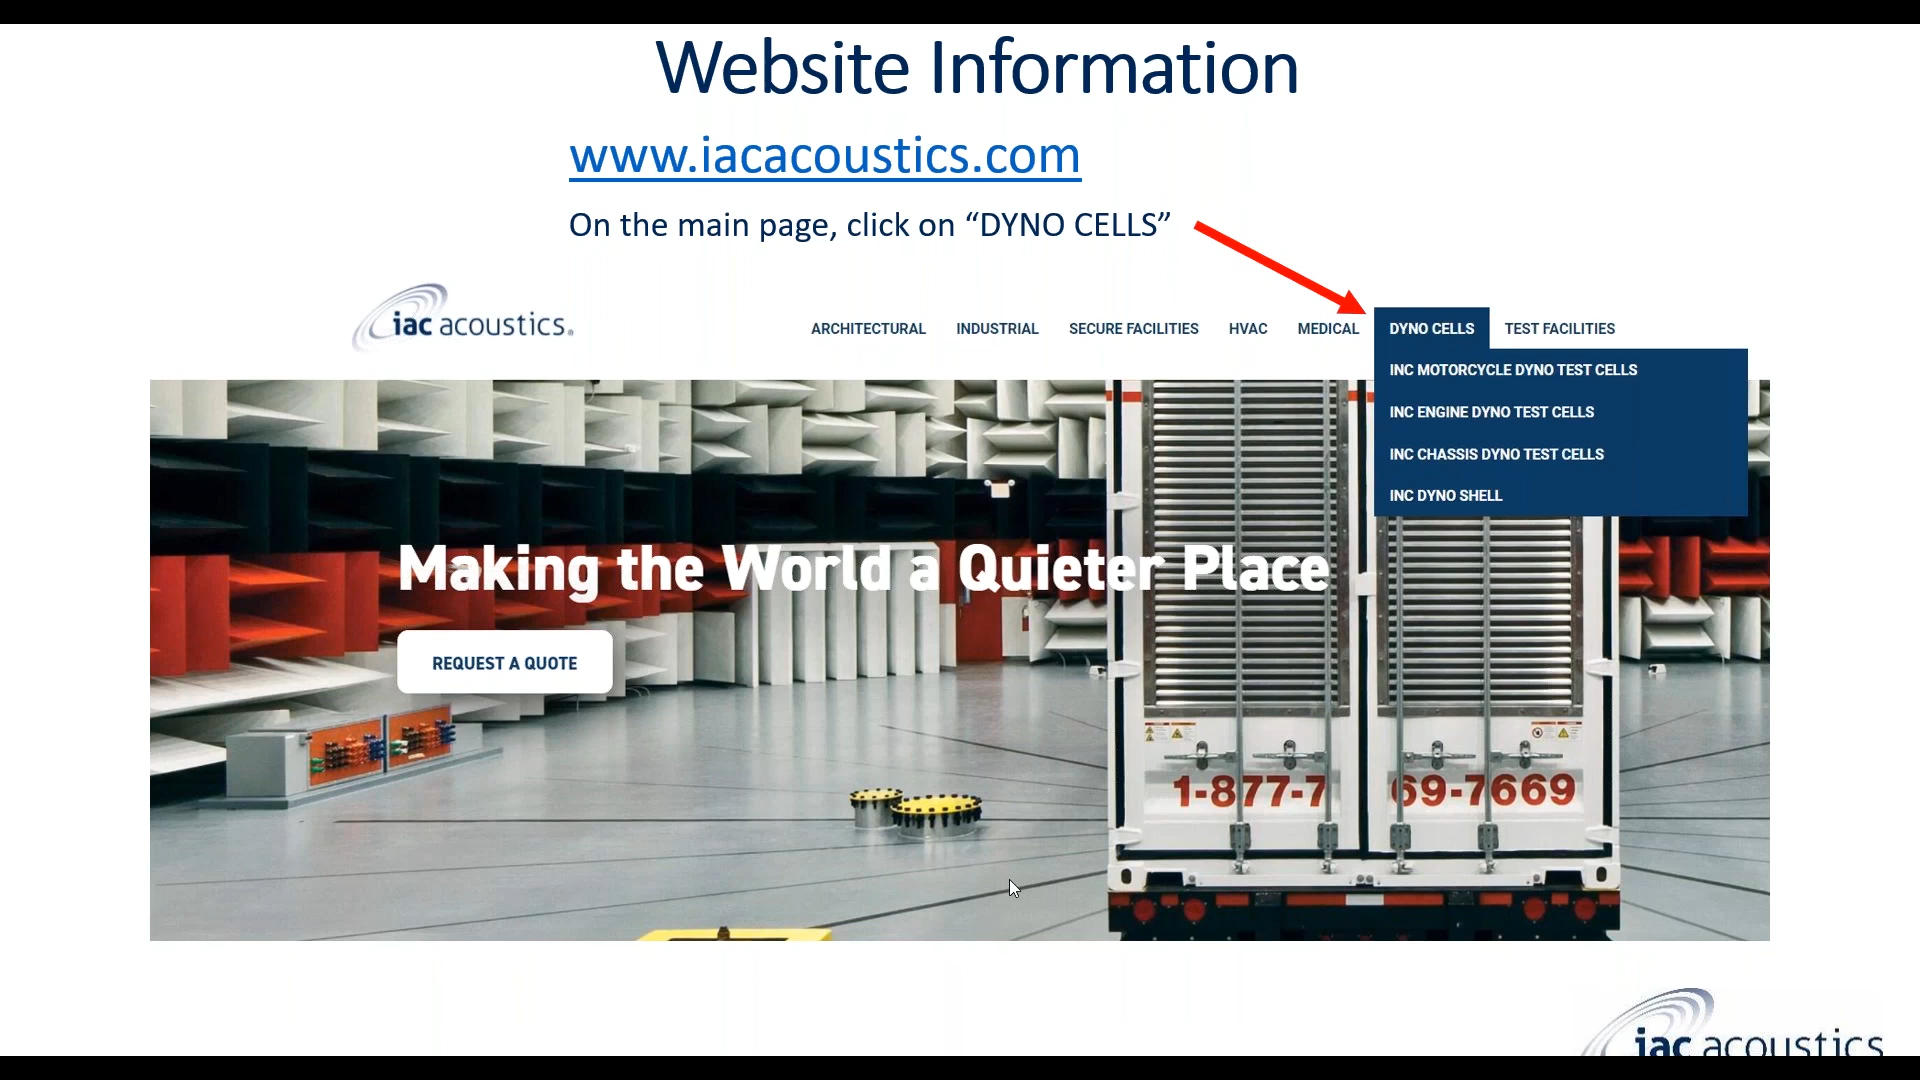 Website Information
www.iacacoustics.com
On the main page, click on “DYNO CELLS”
iac acoustics®
ARCHITECTURAL INDUSTRIAL SECURE FACILITIES HVAC MEDICAL DYNO CELLS TEST FACILITIES
INC MOTORCYCLE DYNO TEST CELLS
INC ENGINE DYNO TEST CELLS
INC CHASSIS DYNO TEST CELLS
INC DYNO SHELL
Making the World a Quieter Place
REQUEST A QUOTE
1-877-7 69-7669
iac acoustics